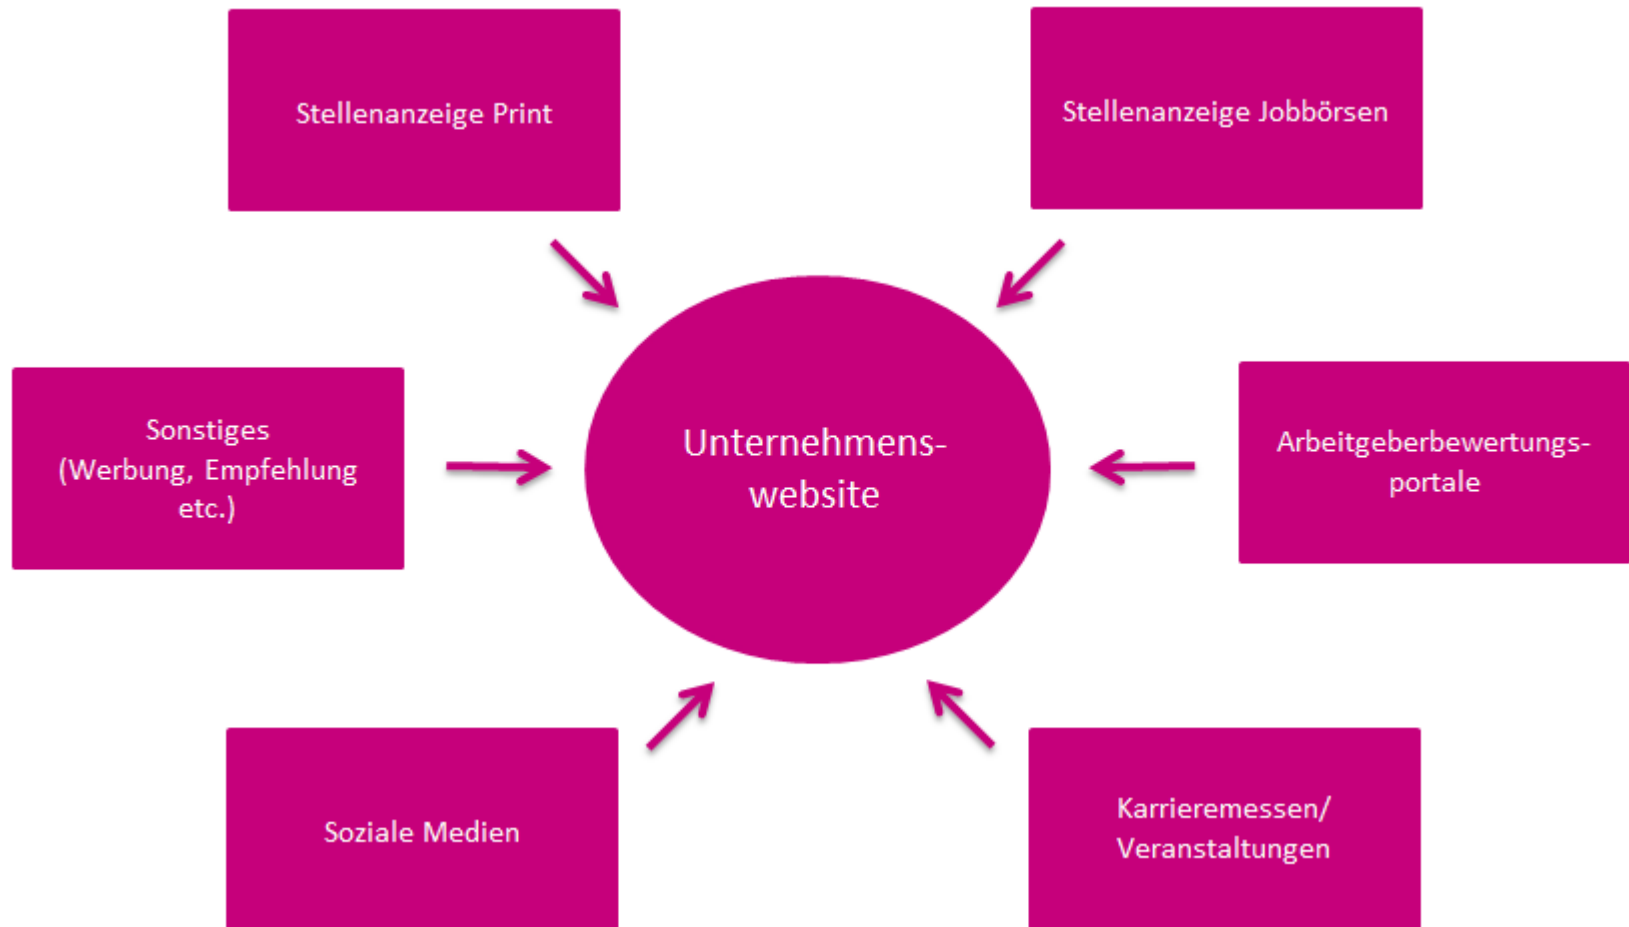 Stellenanzeige Print
Stellenanzeige Jobbörsen
Sonstiges
(Werbung, Empfehlung
etc.)
Unternehmens-
website
Arbeitgeberbewertungs-
portale
Soziale Medien
Karrieremessen/
Veranstaltungen